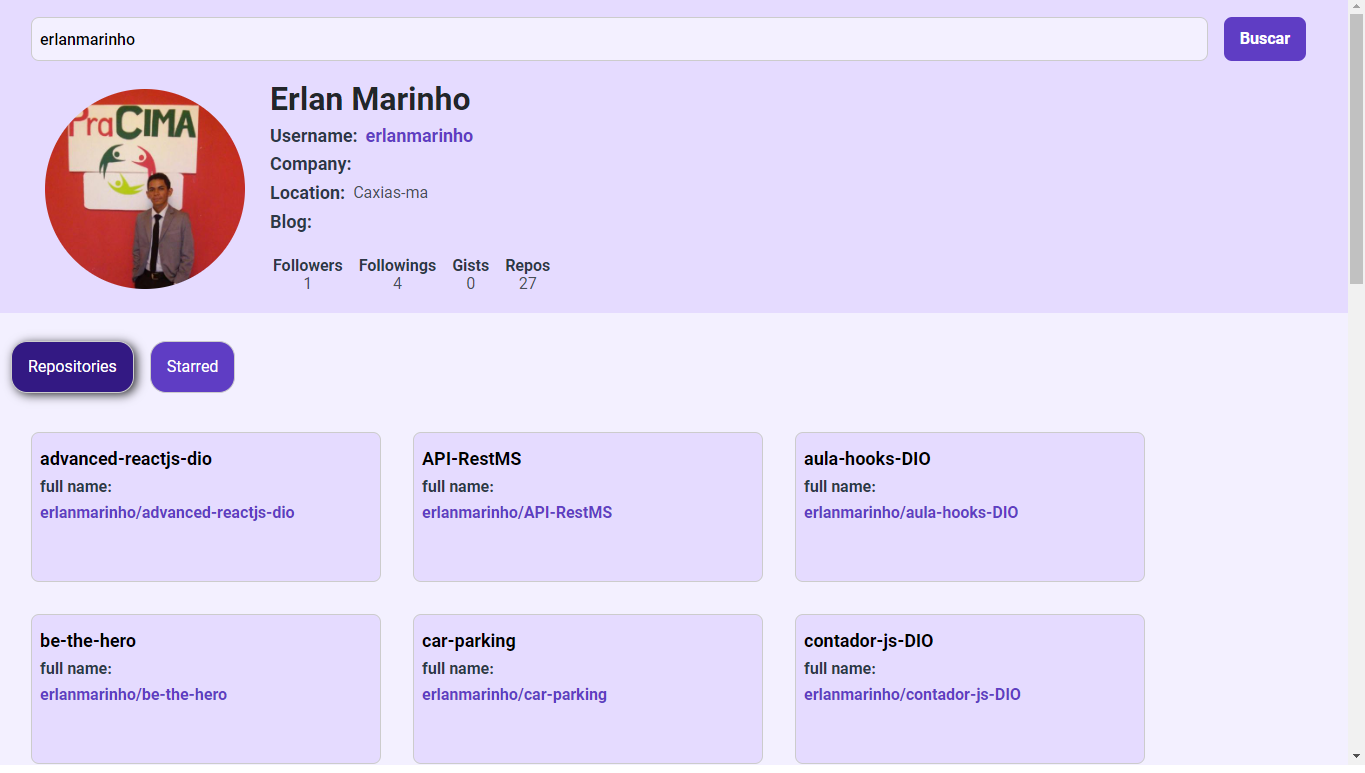 erlanmarinho
Buscar
PraCIMA
Erlan Marinho
Username: erlanmarinho
Company:
Location: Caxias-ma
Blog:
Followers Followings Gists Repos
1 4 0 27
Repositories Starred
advanced-reactjs-dio
full name:
erlanmarinho/advanced-reactjs-dio
API-RestMS
full name:
erlanmarinho/API-RestMS
aula-hooks-DIO
full name:
erlanmarinho/aula-hooks-DIO
be-the-hero
full name:
erlanmarinho/be-the-hero
car-parking
full name:
erlanmarinho/car-parking
contador-js-DIO
full name:
erlanmarinho/contador-js-DIO